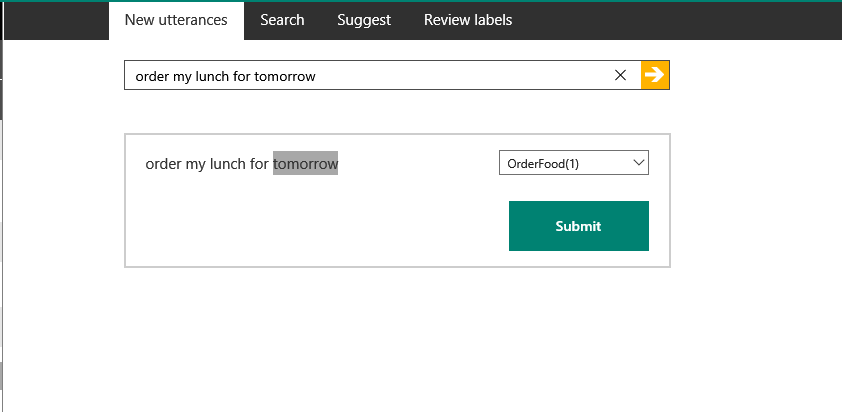 New utterances Search Suggest Review labels
order my lunch for tomorrow
order my lunch for tomorrow OrderFood(1)
Submit